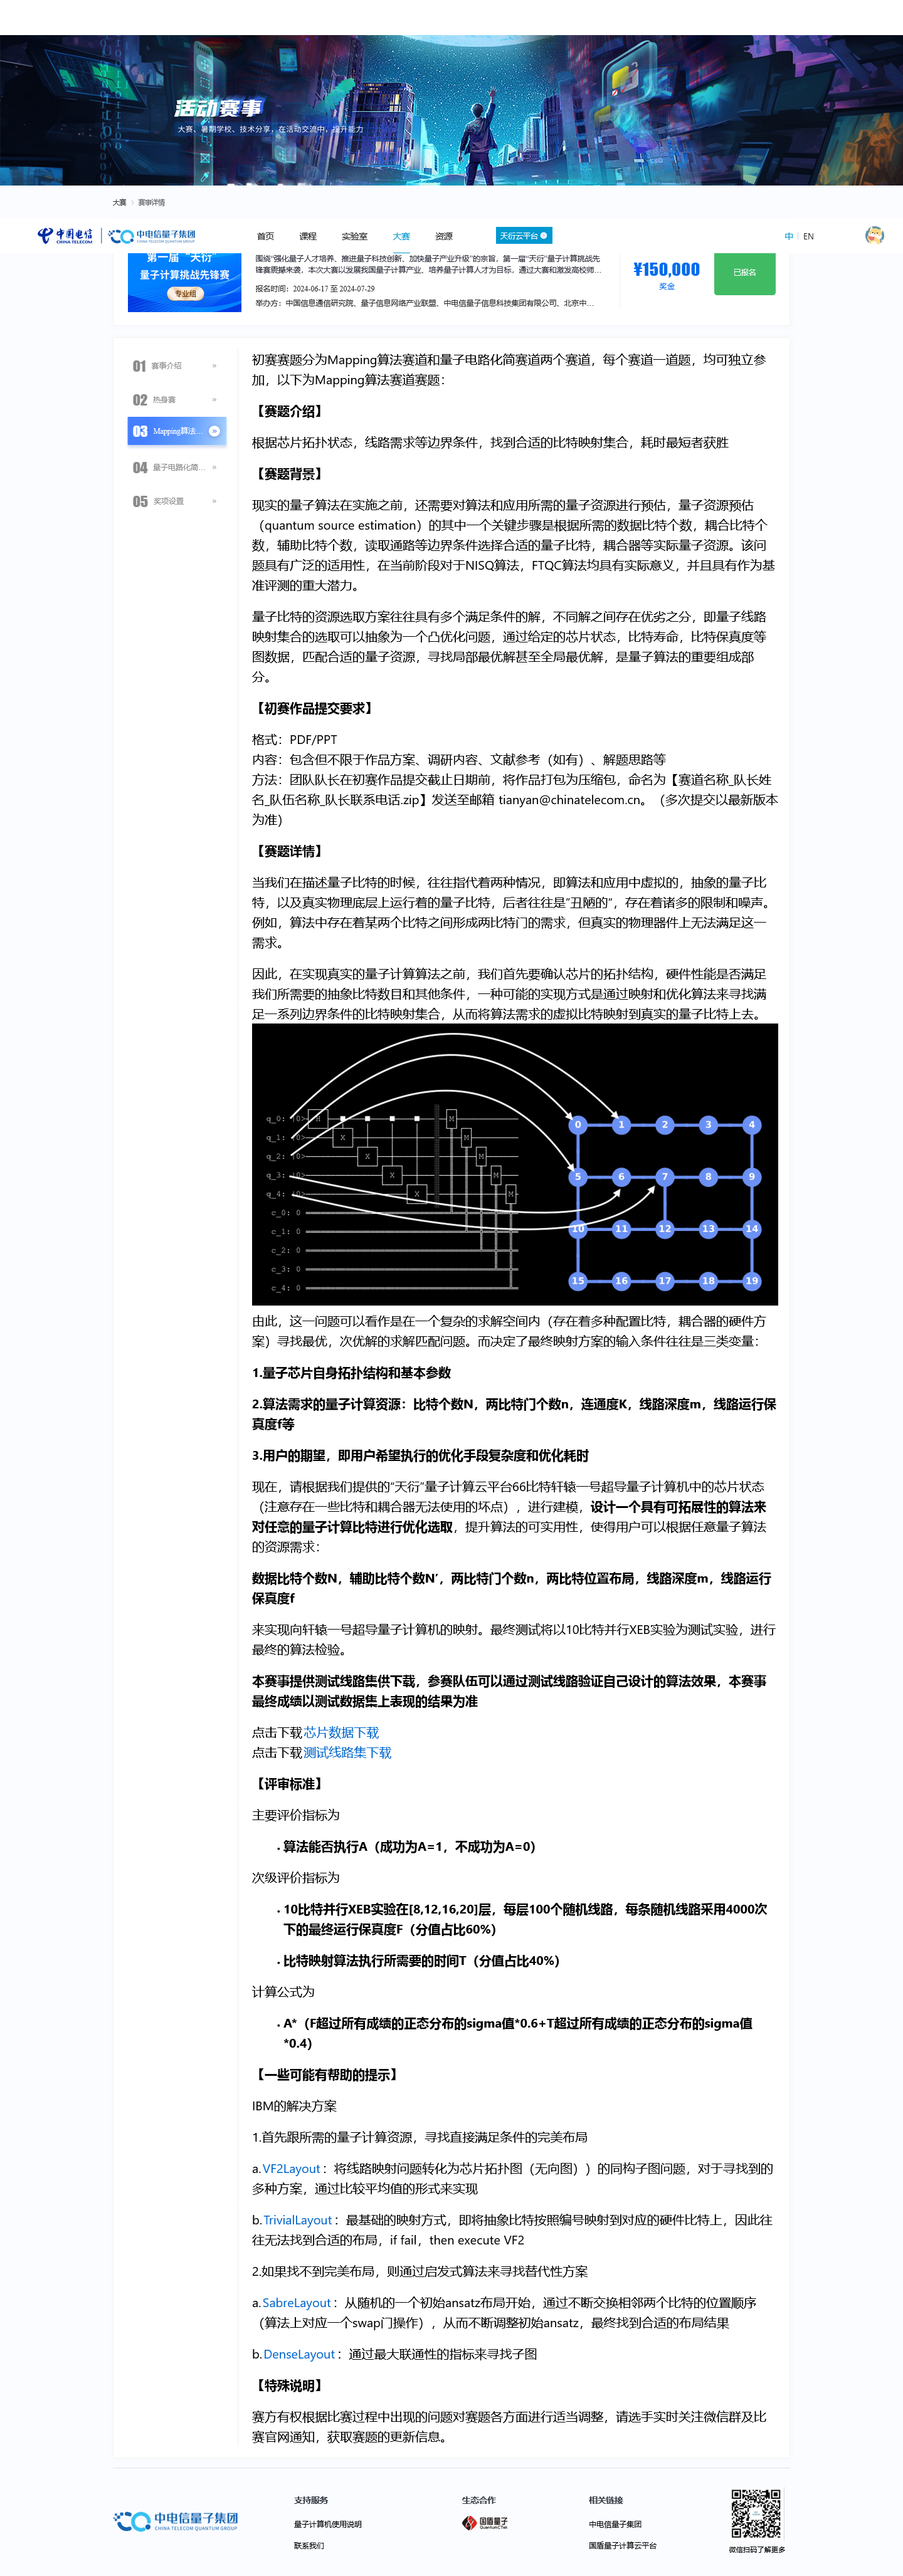 活动赛事
大赛、暑期学校、技术分享，在活动交流中，提升能力
大赛 > 赛事详情
中国电信
CHINA TELECOM
中电信量子集团
CHINA TELECOM QUANTUM GROUP
首页 课程 实验室 大赛 资源 天衍云平台 中 EN
第一届“天衍”
量子计算挑战先锋赛
专业组
围绕“强化量子人才培养、推进量子科技创新、加快量子产业升级”的宗旨，第一届“天衍”量子计算挑战先
锋赛震撼来袭，本次大赛以发展我国量子计算产业，培养量子计算人才为目标，通过大赛和激发高校师...
报名时间：2024-06-17 至 2024-07-29
举办方：中国信息通信研究院、量子信息网络产业联盟、中电信量子信息科技集团有限公司、北京中...
¥150,000
奖金
已报名
01 赛事介绍 »
02 热身赛 »
03 Mapping算法... »
04 量子电路化简... »
05 奖项设置 »
初赛赛题分为Mapping算法赛道和量子电路化简赛道两个赛道，每个赛道一道题，均可独立参
加，以下为Mapping算法赛道赛题：
【赛题介绍】
根据芯片拓扑状态，线路需求等边界条件，找到合适的比特映射集合，耗时最短者获胜
【赛题背景】
现实的量子算法在实施之前，还需要对算法和应用所需的量子资源进行预估，量子资源预估
（quantum source estimation）的其中一个关键步骤是根据所需的数据比特个数，耦合比特个
数，辅助比特个数，读取通路等边界条件选择合适的量子比特，耦合器等实际量子资源。该问
题具有广泛的适用性，在当前阶段对于NISQ算法，FTQC算法均具有实际意义，并且具有作为基
准评测的重大潜力。
量子比特的资源选取方案往往具有多个满足条件的解，不同解之间存在优劣之分，即量子线路
映射集合的选取可以抽象为一个凸优化问题，通过给定的芯片状态，比特寿命，比特保真度等
图数据，匹配合适的量子资源，寻找局部最优解甚至全局最优解，是量子算法的重要组成部
分。
【初赛作品提交要求】
格式：PDF/PPT
内容：包含但不限于作品方案、调研内容、文献参考（如有）、解题思路等
方法：团队队长在初赛作品提交截止日期前，将作品打包为压缩包，命名为【赛道名称_队长姓
名_队伍名称_队长联系电话.zip】发送至邮箱 tianyan@chinatelecom.cn。（多次提交以最新版本
为准）
【赛题详情】
当我们在描述量子比特的时候，往往指代着两种情况，即算法和应用中虚拟的，抽象的量子比
特，以及真实物理底层上运行着的量子比特，后者往往是“丑陋的”，存在着诸多的限制和噪声。
例如，算法中存在着某两个比特之间形成两比特门的需求，但真的物理器件上无法满足这一
需求。
因此，在实现真实的量子计算算法之前，我们首先要确认芯片的拓扑结构，硬件性能是否满足
我们所需要的抽象比特数目和其他条件，一种可能的实现方式是通过映射和优化算法来寻找满
足一系列边界条件的比特映射集合，从而将算法需求的虚拟比特映射到真实的量子比特上去。
q_0: |0> H M
q_1: |0> X M
q_2: |0> X M
q_3: |0> X M
q_4: |0> X M
c_0: 0
c_1: 0
c_2: 0
c_3: 0
c_4: 0
0 1 2 3 4
5 6 7 8 9
10 11 12 13 14
15 16 17 18 19
由此，这一问题可以看作是在一个复杂的求解空间内（存在着多种配置比特，耦合器的硬件方
案）寻找最优，次优解的求解匹配问题。而决定了最终映射方案的输入条件往往是三类变量：
1.量子芯片自身拓扑结构和基本参数
2.算法需求的量子计算资源：比特个数N，两比特门个数n，连通度K，线路深度m，线路运行保
真度f等
3.用户的期望，即用户希望执行的优化手段复杂度和优化耗时
现在，请根据我们提供的“天衍”量子计算云平台66比特轩辕一号超导量子计算机中的芯片状态
（注意存在一些比特和耦合器无法使用的坏点），进行建模，设计一个具有可拓展性的算法来
对任意的量子计算比特进行优化选取，提升算法的可实用性，使得用户可以根据任意量子算法
的资源需求：
数据比特个数N，辅助比特个数N′，两比特门个数n，两比特位置布局，线路深度m，线路运行
保真度f
来实现向轩辕一号超导量子计算机的映射。最终测试将以10比特并行XEB实验为测试实验，进行
最终的算法检验。
本赛事提供测试线路集供下载，参赛队伍可以通过测试线路验证自己设计的算法效果，本赛事
最终成绩以测试数据集上表现的结果为准
点击下载芯片数据下载
点击下载测试线路集下载
【评审标准】
主要评价指标为
• 算法能否执行A（成功为A=1，不成功为A=0）
次级评价指标为
• 10比特并行XEB实验在[8,12,16,20]层，每层100个随机线路，每条随机线路采用4000次
下的最终运行保真度F（分值占比60%）
• 比特映射算法执行所需要的时间T（分值占比40%）
计算公式为
• A*（F超过所有成绩的正态分布的sigma值*0.6+T超过所有成绩的正态分布的sigma值
*0.4）
【一些可能有帮助的提示】
IBM的解决方案
1.首先跟所需的量子计算资源，寻找直接满足条件的完美布局
a.VF2Layout：将线路映射问题转化为芯片拓扑图（无向图））的同构子图问题，对于寻找到的
多种方案，通过比较平均值的形式来实现
b.TrivialLayout：最基础的映射方式，即将抽象比特按照编号映射到对应的硬件比特上，因此往
往无法找到合适的布局，if fail，then execute VF2
2.如果找不到完美布局，则通过启发式算法来寻找替代性方案
a.SabreLayout：从随机的一个初始ansatz布局开始，通过不断交换相邻两个比特的位置顺序
（算法上对应一个swap门操作），从而不断调整初始ansatz，最终找到合适的布局结果
b.DenseLayout：通过最大联通性的指标来寻找子图
【特殊说明】
赛方有权根据比赛过程中出现的问题对赛题各方面进行适当调整，请选手实时关注微信群及比
赛官网通知，获取赛题的更新信息。
中电信量子集团
CHINA TELECOM QUANTUM GROUP
支持服务
量子计算机使用说明
联系我们
生态合作
国盾量子
QuantumCTek
相关链接
中电信量子集团
国盾量子计算云平台
微信扫码了解更多